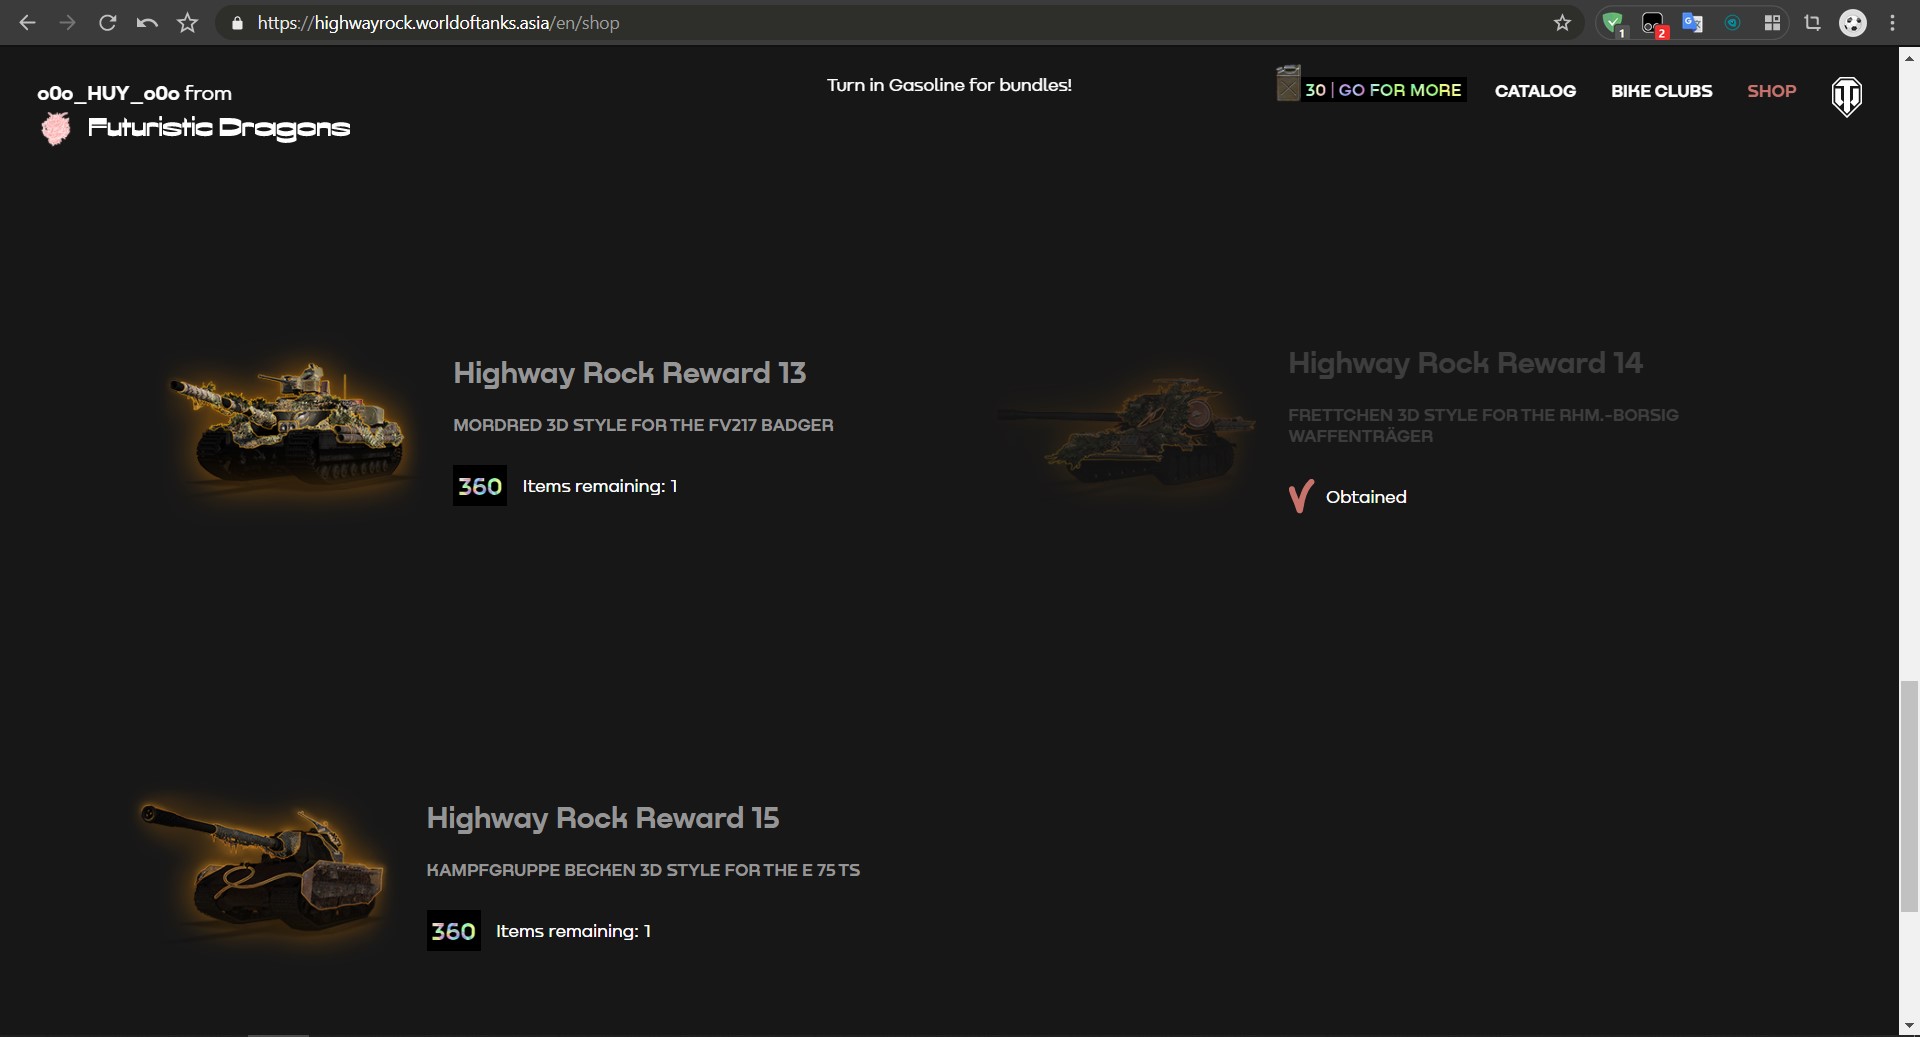 https://highwayrock.worldoftanks.asia/en/shop
1
2
o0o_HUY_o0o from
Futuristic Dragons
Turn in Gasoline for bundles!
30 | GO FOR MORE
CATALOG
BIKE CLUBS
SHOP
Highway Rock Reward 13
MORDRED 3D STYLE FOR THE FV217 BADGER
360
Items remaining: 1
Highway Rock Reward 14
FRETTCHEN 3D STYLE FOR THE RHM.-BORSIG
WAFFENTRÄGER
Obtained
Highway Rock Reward 15
KAMPFGRUPPE BECKEN 3D STYLE FOR THE E 75 TS
360
Items remaining: 1